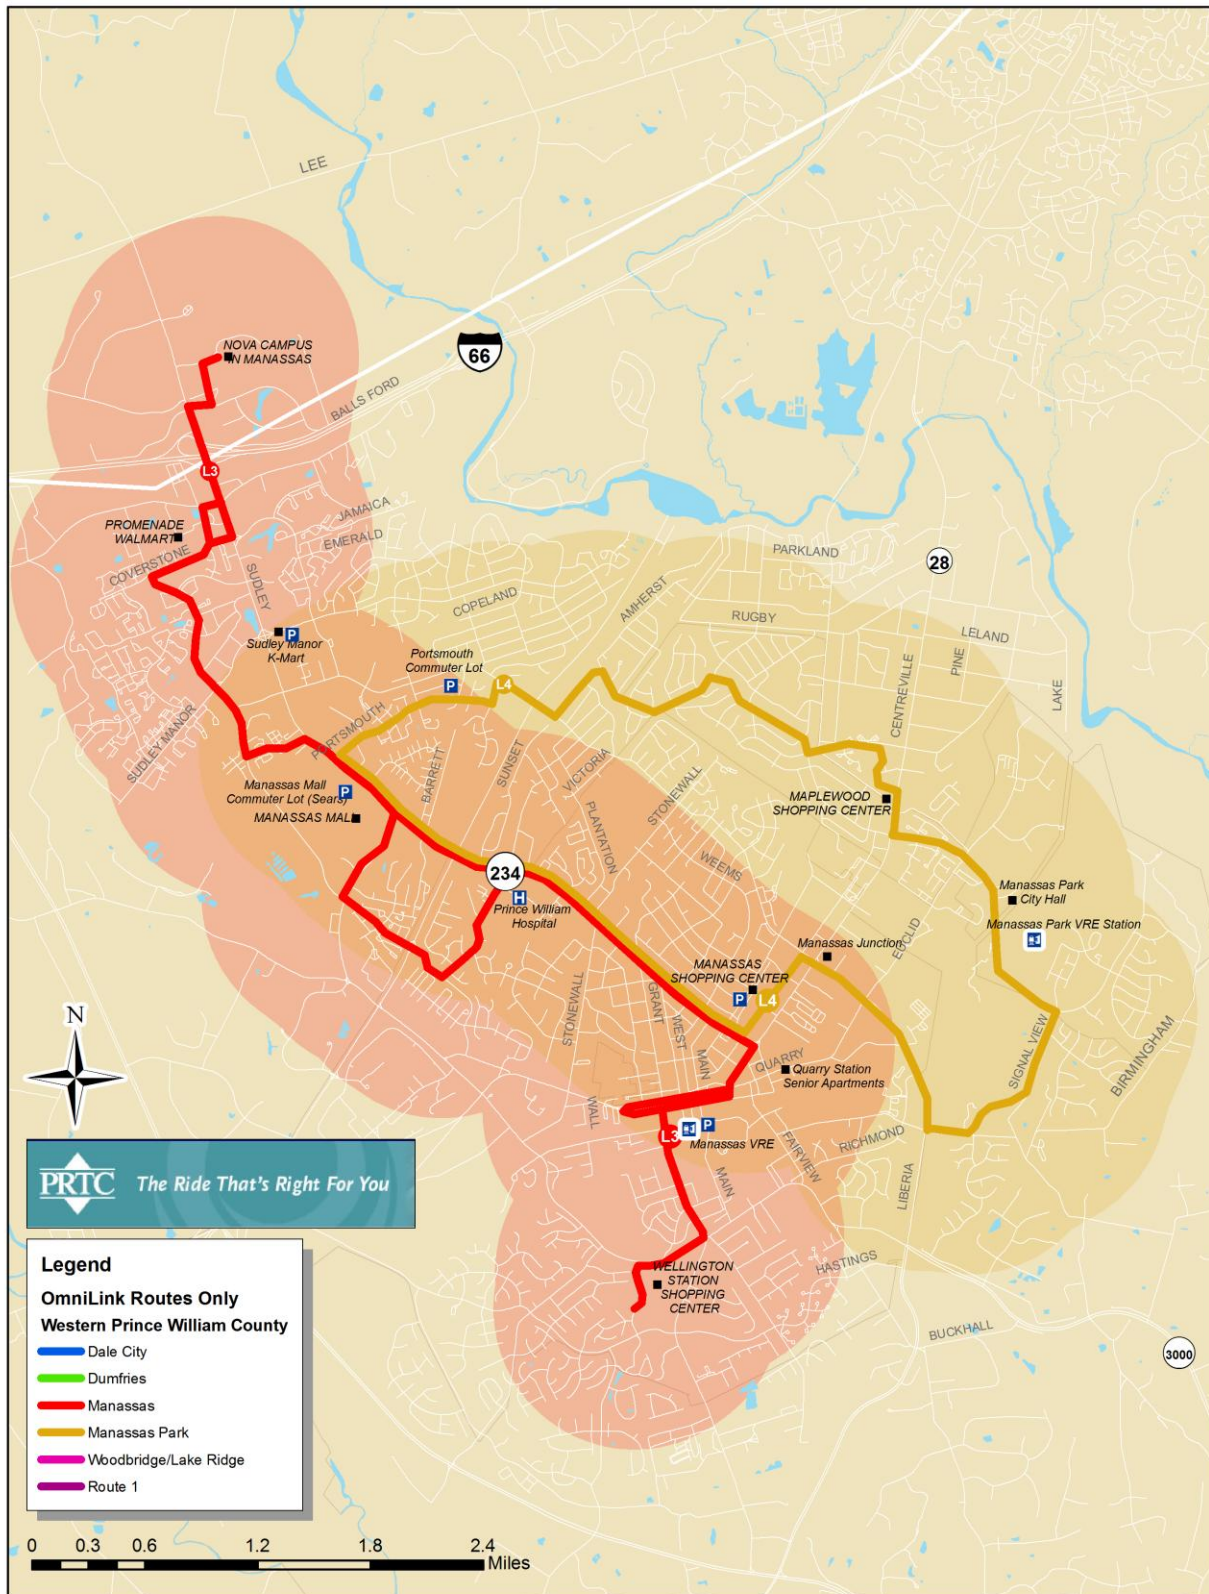 LEE
NOVA CAMPUS
IN MANASSAS
66
BALLS FORD
L3
JAMAICA
EMERALD
PROMENADE
WALMART
COVERSTONE
SUDLEY
PARKLAND
28
COPELAND
AMHERST
RUGBY
LELAND
PINE
LAKE
CENTREVILLE
P
Sudley Manor
K-Mart
Portsmouth
Commuter Lot
P
L4
SUDLEY MANOR
PORTSMOUTH
BARRETT
SUNSET
VICTORIA
PLANTATION
STONEWALL
WEEMS
Manassas Mall
Commuter Lot (Sears)
P
MANASSAS MALL
MAPLEWOOD
SHOPPING CENTER
234
H
Prince William
Hospital
Manassas Park
City Hall
Manassas Park VRE Station
EUCLID
Manassas Junction
MANASSAS
SHOPPING CENTER
P
L4
STONEWALL
GRANT
WEST
MAIN
QUARRY
Quarry Station
Senior Apartments
SIGNAL VIEW
BIRMINGHAM
N
WALL
L3
P
Manassas VRE
FAIRVIEW
RICHMOND
LIBERIA
MAIN
HASTINGS
WELLINGTON
STATION
SHOPPING
CENTER
BUCKHALL
3000
PRTC
The Ride That's Right For You
Legend
OmniLink Routes Only
Western Prince William County
Dale City
Dumfries
Manassas
Manassas Park
Woodbridge/Lake Ridge
Route 1
0 0.3 0.6 1.2 1.8 2.4
Miles